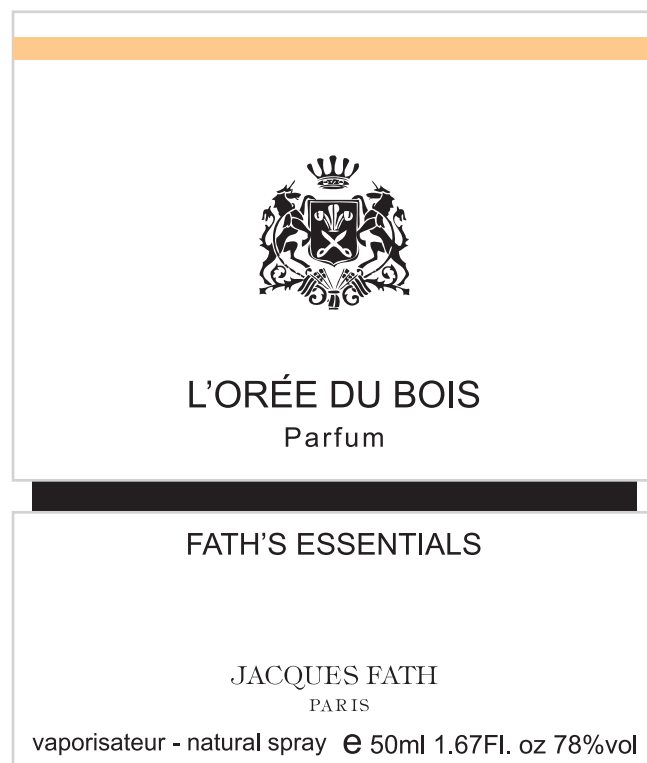 L’ORÉE DU BOIS
Parfum
FATH’S ESSENTIALS
JACQUES FATH
PARIS
vaporisateur - natural spray ℮ 50ml 1.67Fl. oz 78%vol